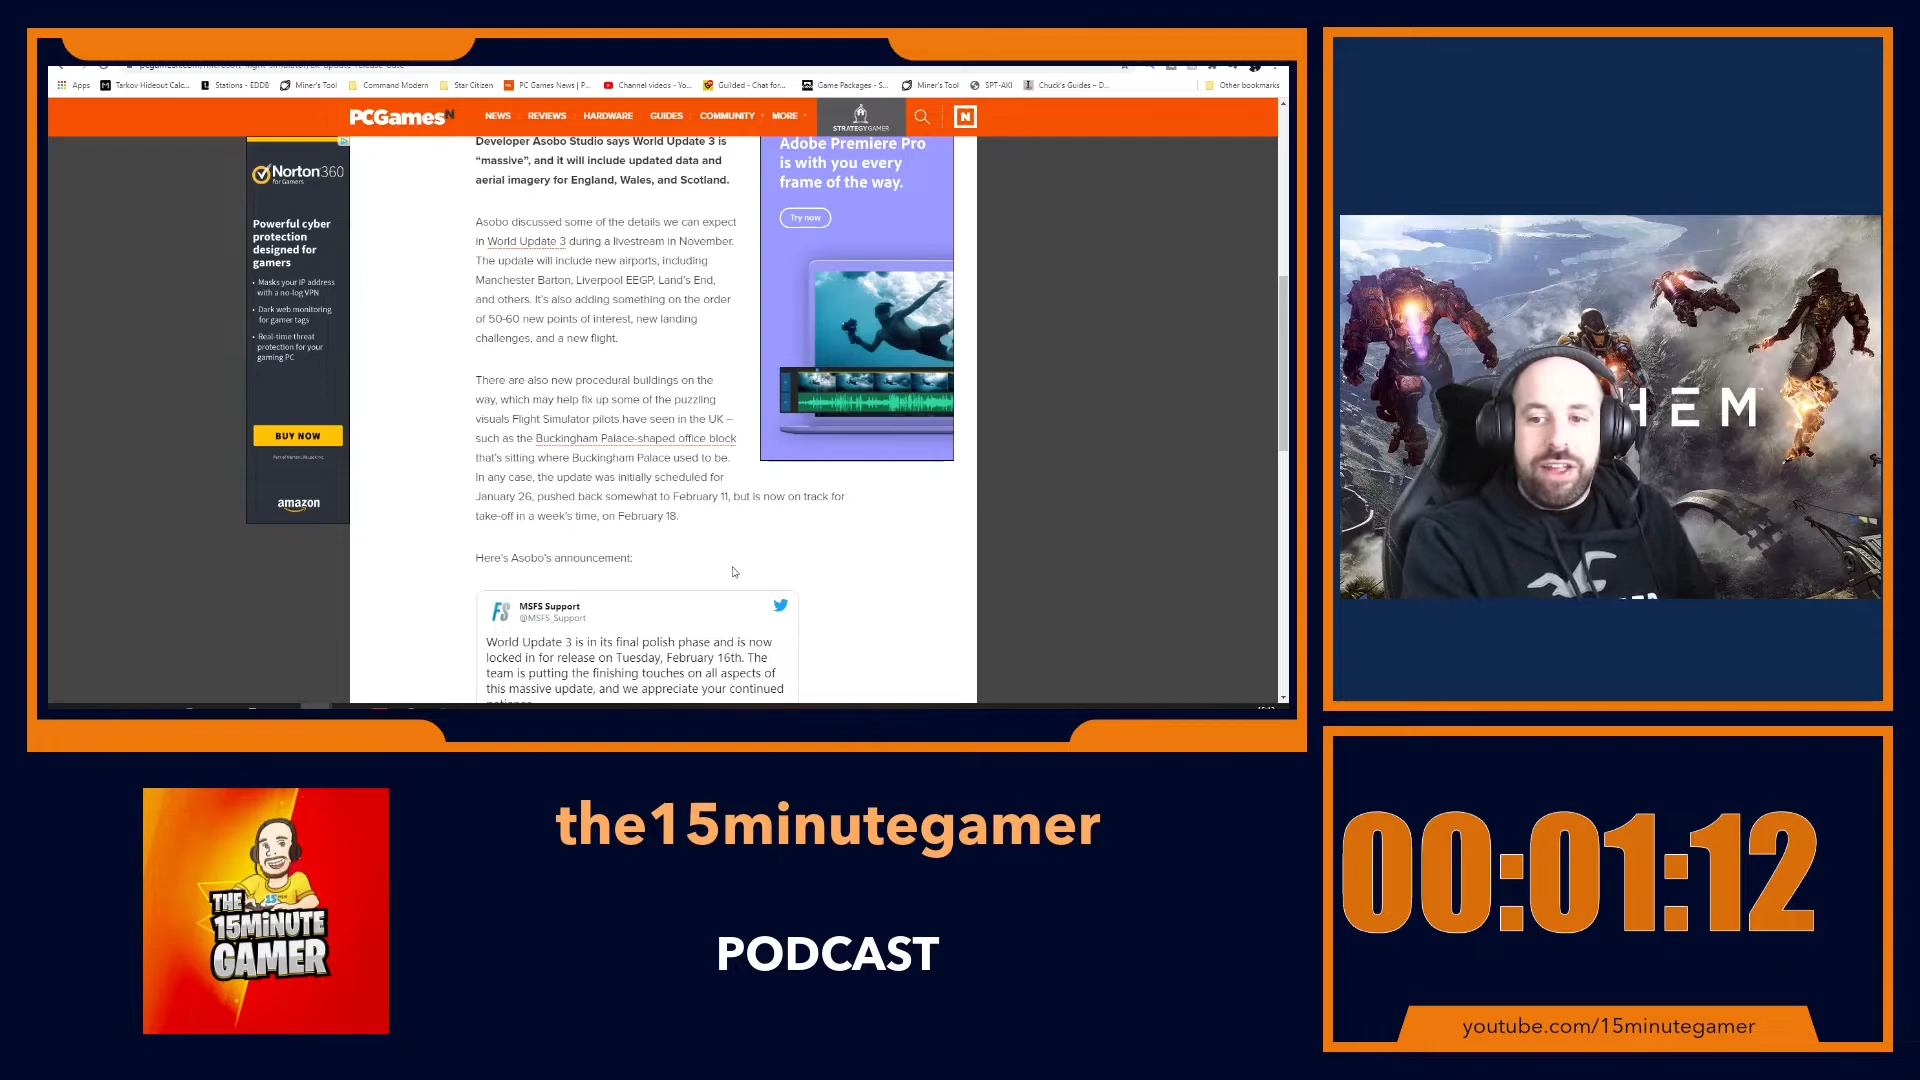 Apps
Tarkov Hideout Calc...
Stations - EDDB
Miner's Tool
Command Modern
Star Citizen
PC Games News | P...
Channel videos - Yo...
Guilded - Chat for...
Game Packages - S...
Miner's Tool
SPT-AKI
Chuck's Guides – D...
Other bookmarks
PCGamesN
NEWS
REVIEWS
HARDWARE
GUIDES
COMMUNITY
MORE
STRATEGYGAMER
N
Norton360
for Gamers
Powerful cyber
protection
designed for
gamers
• Masks your IP address
with a no-log VPN
• Dark web monitoring
for gamer tags
• Real-time threat
protection for your
gaming PC
BUY NOW
amazon
Developer Asobo Studio says World Update 3 is
“massive”, and it will include updated data and
aerial imagery for England, Wales, and Scotland.
Asobo discussed some of the details we can expect
in World Update 3 during a livestream in November.
The update will include new airports, including
Manchester Barton, Liverpool EEGP, Land's End,
and others. It's also adding something on the order
of 50-60 new points of interest, new landing
challenges, and a new flight.
There are also new procedural buildings on the
way, which may help fix up some of the puzzling
visuals Flight Simulator pilots have seen in the UK –
such as the Buckingham Palace-shaped office block
that's sitting where Buckingham Palace used to be.
In any case, the update was initially scheduled for
January 26, pushed back somewhat to February 11, but is now on track for
take-off in a week's time, on February 18.
Here's Asobo's announcement:
FS
MSFS Support
@MSFS_Support
World Update 3 is in its final polish phase and is now
locked in for release on Tuesday, February 16th. The
team is putting the finishing touches on all aspects of
this massive update, and we appreciate your continued
Adobe Premiere Pro
is with you every
frame of the way.
Try now
HEM
THE
15MINUTE
GAMER
15
the15minutegamer
PODCAST
00:01:12
youtube.com/15minutegamer